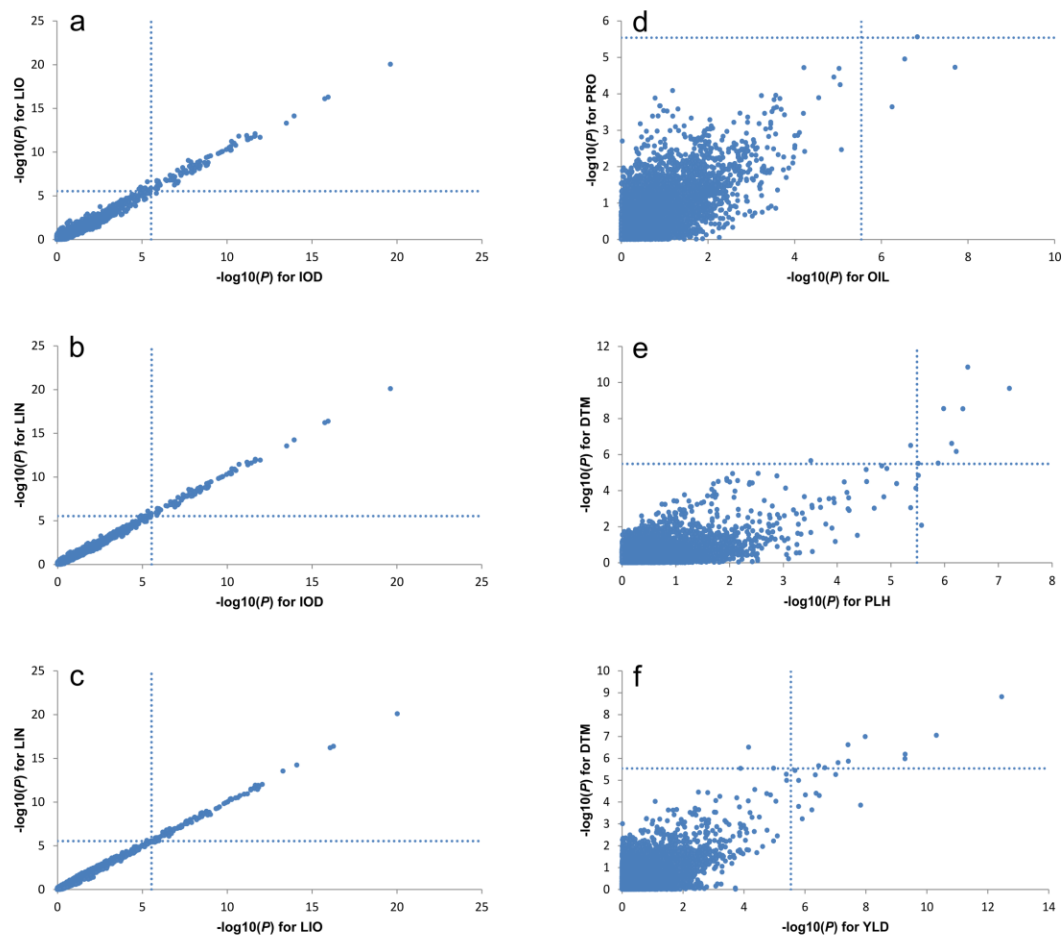 a
25
20
15
10
5
0
-log10(P) for LIO
0 5 10 15 20 25
-log10(P) for IOD
d
6
5
4
3
2
1
0
-log10(P) for PRO
0 2 4 6 8 10
-log10(P) for OIL
b
25
20
15
10
5
0
-log10(P) for LIN
0 5 10 15 20 25
-log10(P) for IOD
e
12
10
8
6
4
2
0
-log10(P) for DTM
0 1 2 3 4 5 6 7 8
-log10(P) for PLH
c
25
20
15
10
5
0
-log10(P) for LIN
0 5 10 15 20 25
-log10(P) for LIO
f
10
9
8
7
6
5
4
3
2
1
0
-log10(P) for DTM
0 2 4 6 8 10 12 14
-log10(P) for YLD